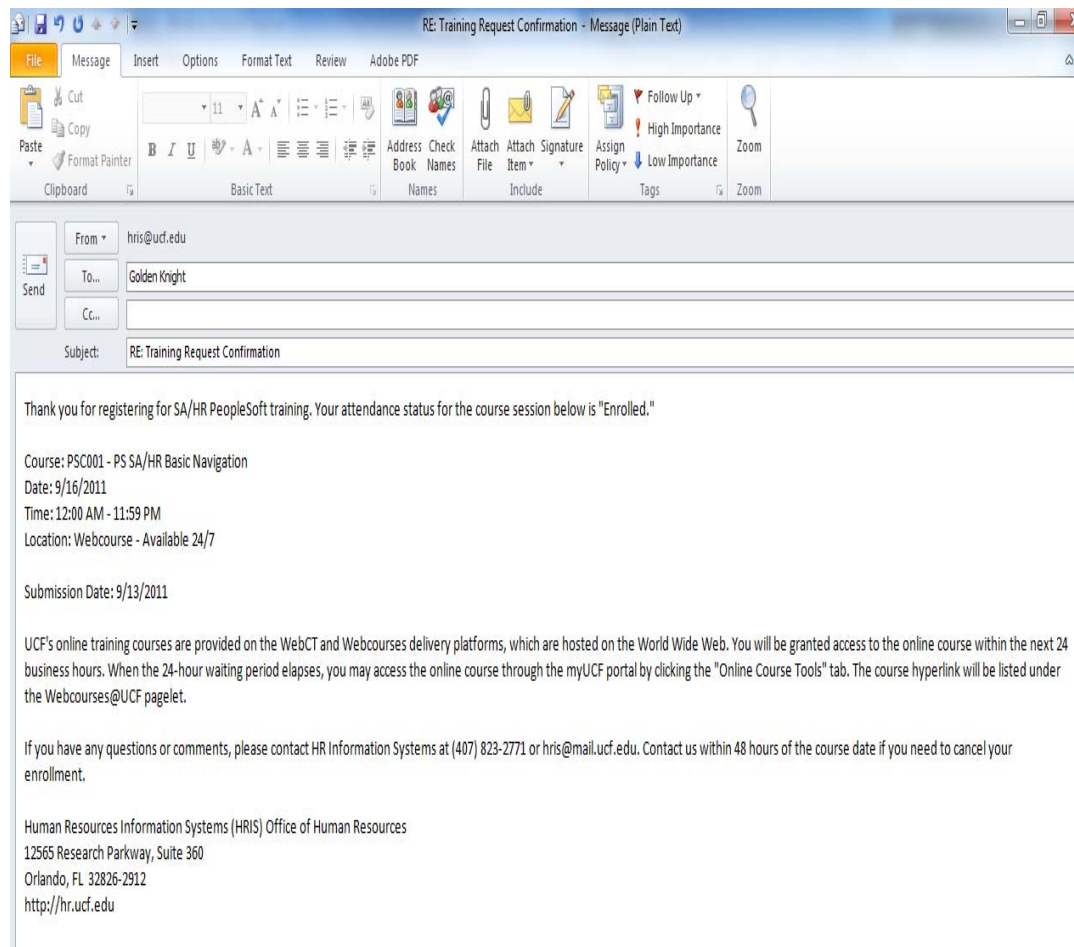 RE: Training Request Confirmation - Message (Plain Text)
File Message Insert Options Format Text Review Adobe PDF
Cut
Copy
Paste
Format Painter
Clipboard
11
B I U
Basic Text
Address Book
Check Names
Names
Attach File
Attach Item
Signature
Include
Assign Policy
Follow Up
High Importance
Low Importance
Tags
Zoom
Zoom
Send
From hris@ucf.edu
To... Golden Knight
Cc...
Subject: RE: Training Request Confirmation
Thank you for registering for SA/HR PeopleSoft training. Your attendance status for the course session below is "Enrolled."
Course: PSC001 - PS SA/HR Basic Navigation
Date: 9/16/2011
Time: 12:00 AM - 11:59 PM
Location: Webcourse - Available 24/7
Submission Date: 9/13/2011
UCF's online training courses are provided on the WebCT and Webcourses delivery platforms, which are hosted on the World Wide Web. You will be granted access to the online course within the next 24
business hours. When the 24-hour waiting period elapses, you may access the online course through the myUCF portal by clicking the "Online Course Tools" tab. The course hyperlink will be listed under
the Webcourses@UCF pagelet.
If you have any questions or comments, please contact HR Information Systems at (407) 823-2771 or hris@mail.ucf.edu. Contact us within 48 hours of the course date if you need to cancel your
enrollment.
Human Resources Information Systems (HRIS) Office of Human Resources
12565 Research Parkway, Suite 360
Orlando, FL 32826-2912
http://hr.ucf.edu